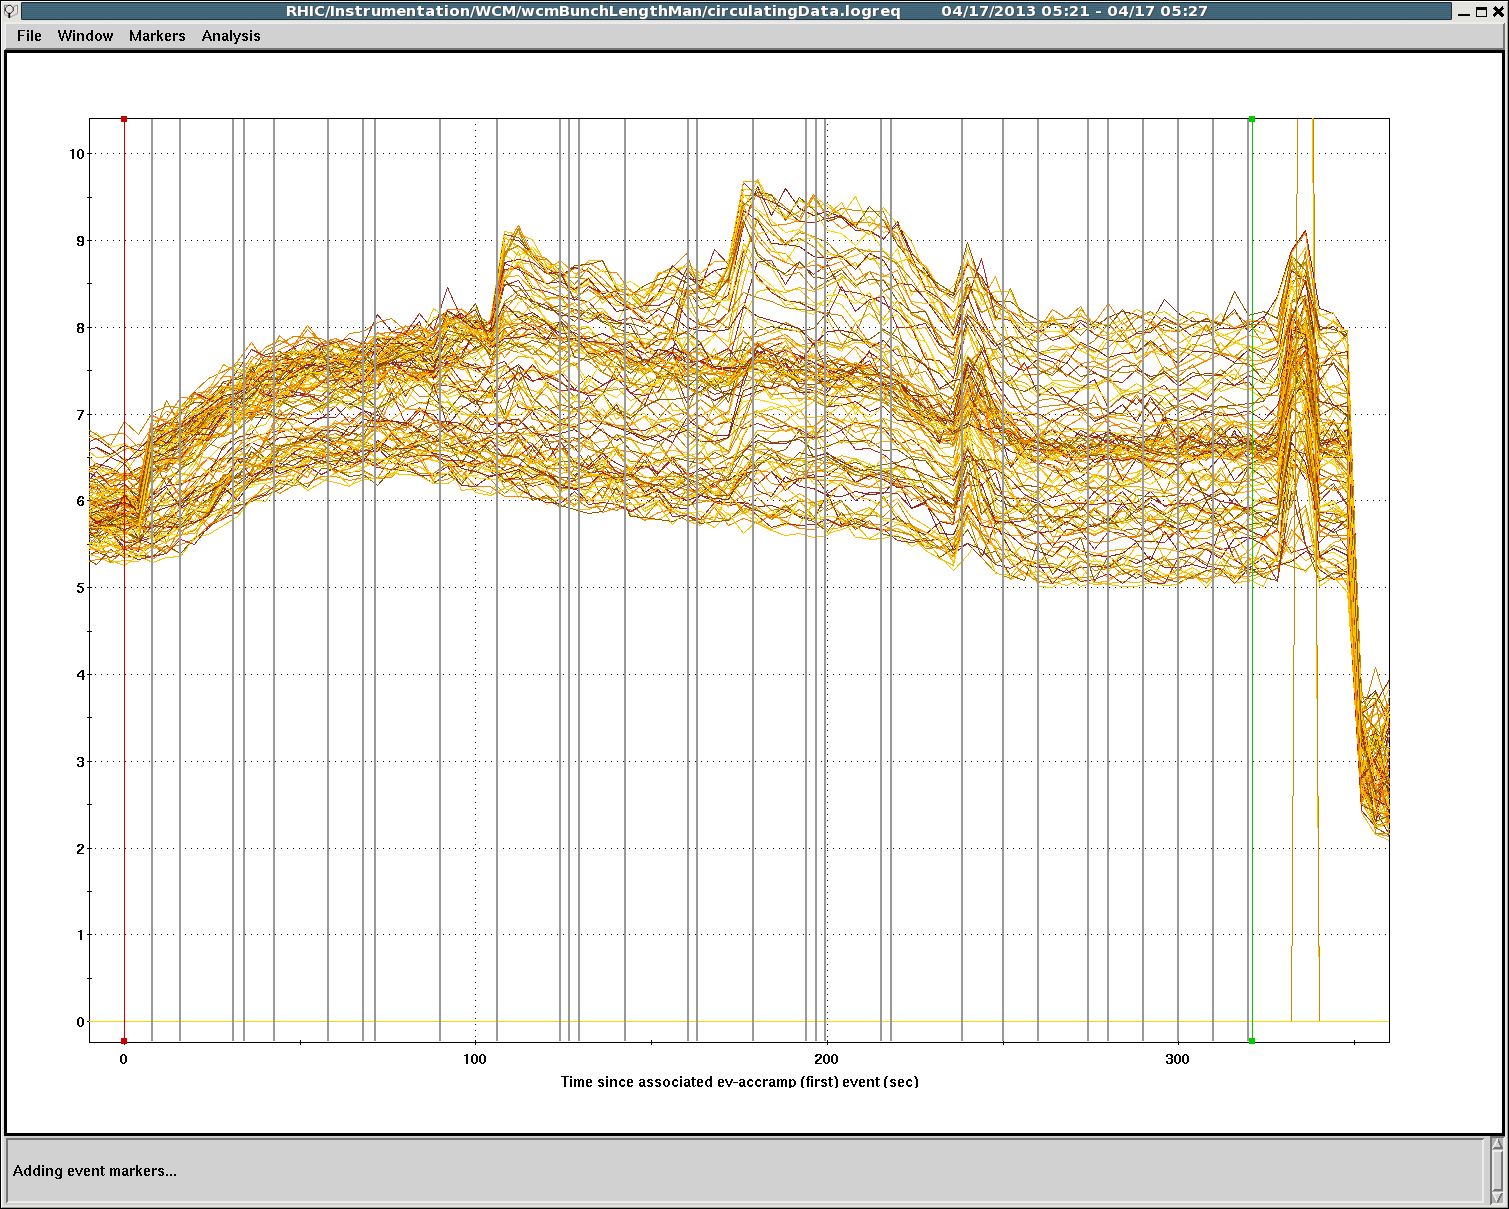 RHIC/Instrumentation/WCM/wcmBunchLengthMan/circulatingData.logreq 04/17/2013 05:21 - 04/17 05:27
File Window Markers Analysis
10
9
8
7
6
5
4
3
2
1
0
0 100 200 300
Time since associated ev-accramp (first) event (sec)
Adding event markers...